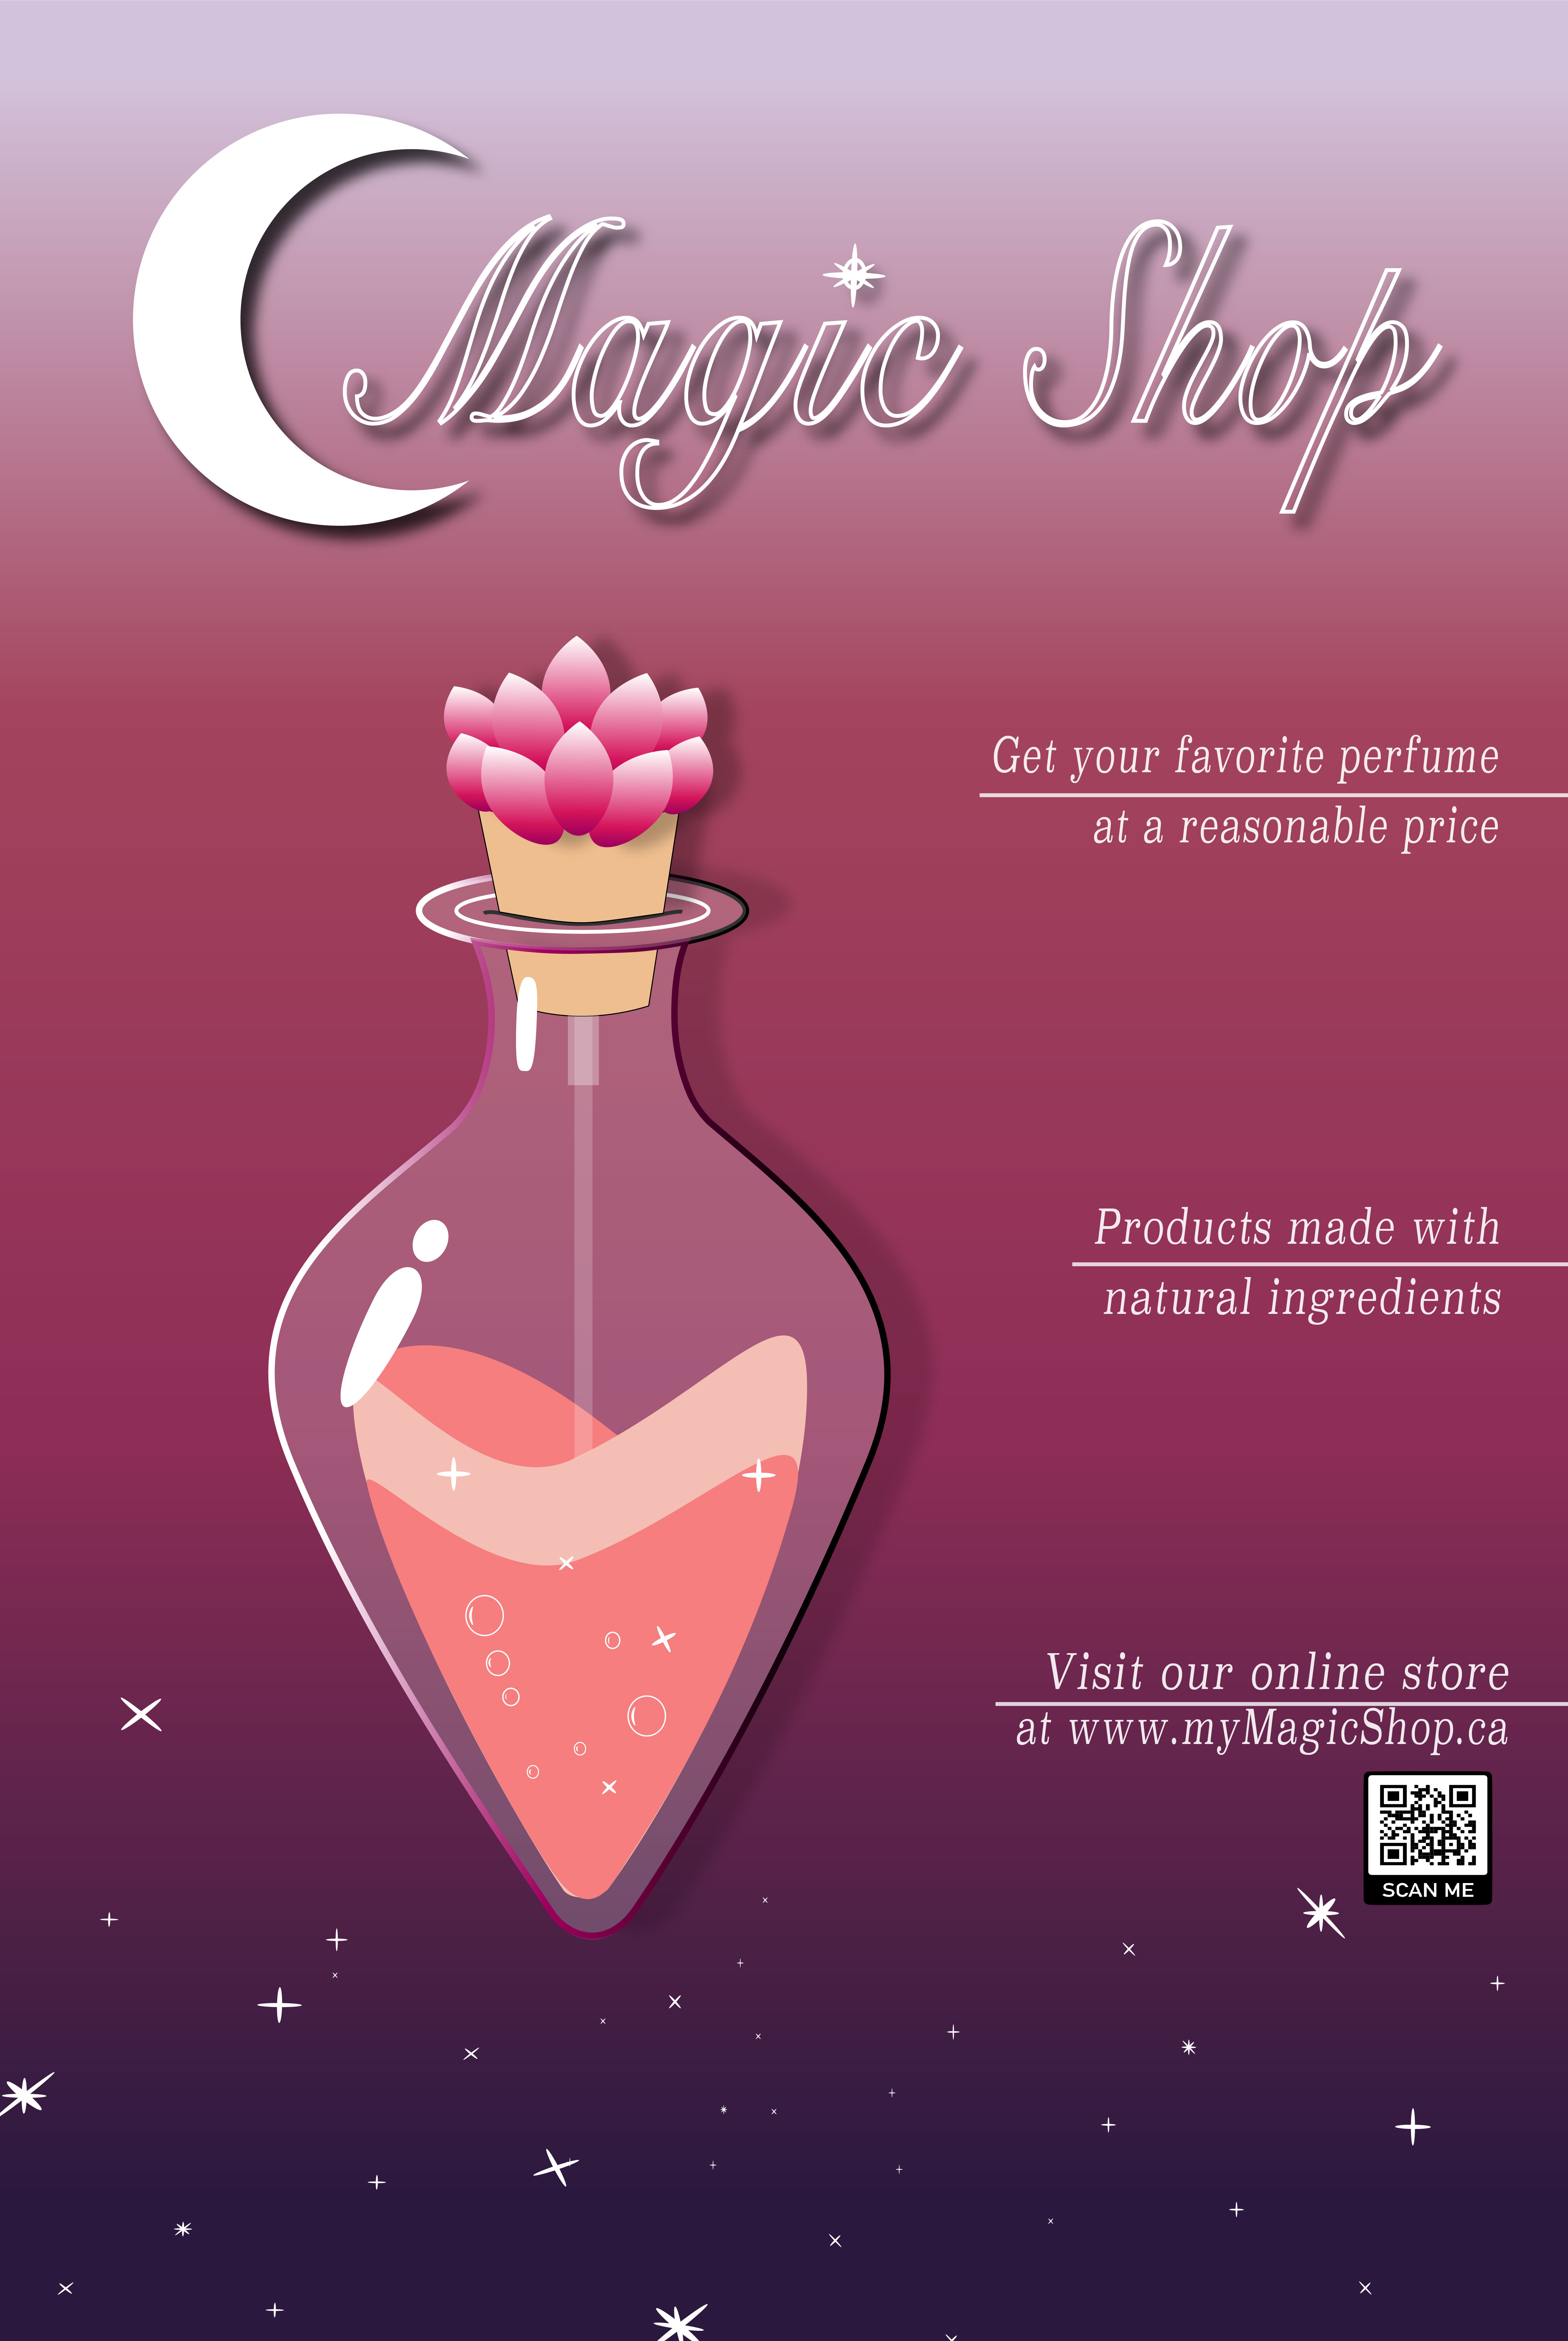 Magic Shop
Get your favorite perfume
at a reasonable price
Products made with
natural ingredients
Visit our online store
at www.myMagicShop.ca
SCAN ME